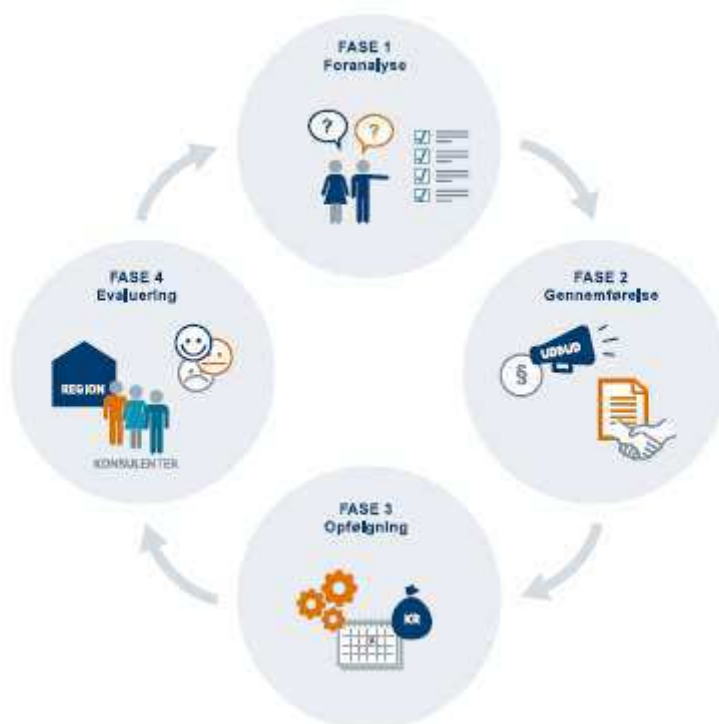 FASE 1
Foranalyse
?
?
FASE 2
Gennemførelse
UDBUD
§
FASE 3
Opfølgning
KR
FASE 4
Evaluering
REGION
KONSULENTER